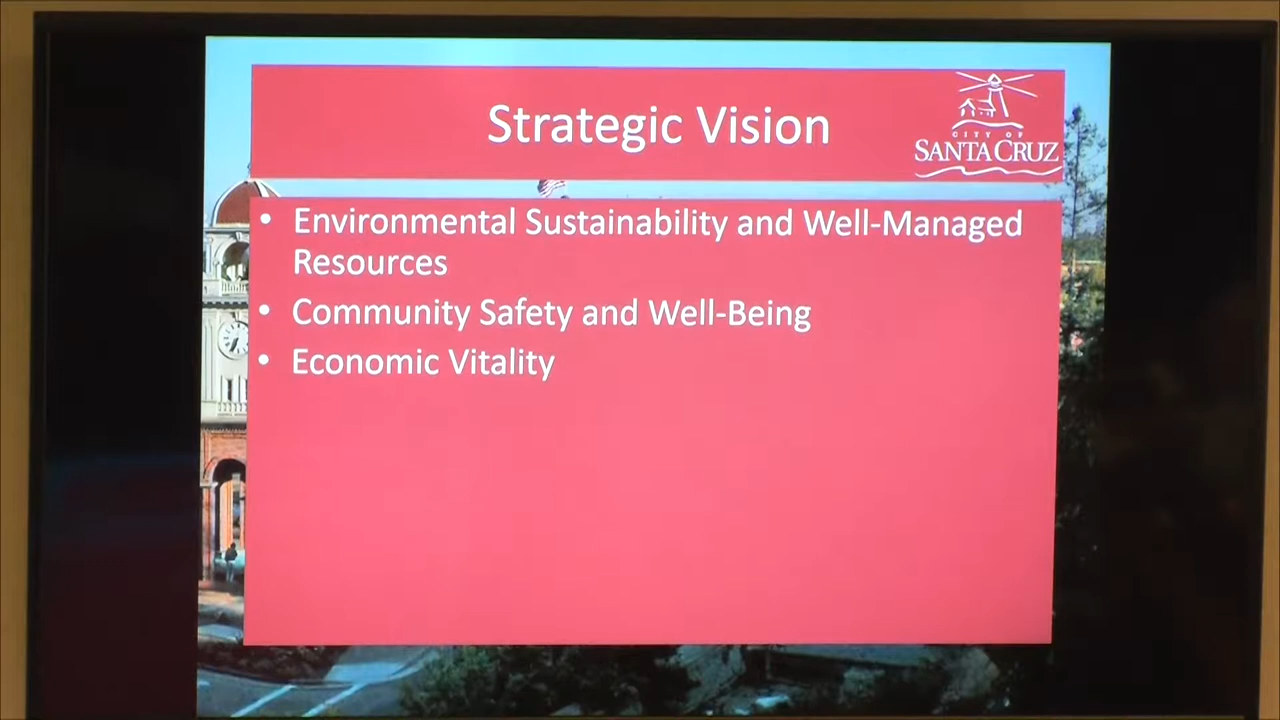 Strategic Vision
CITY OF
SANTA CRUZ
• Environmental Sustainability and Well-Managed
Resources
• Community Safety and Well-Being
• Economic Vitality